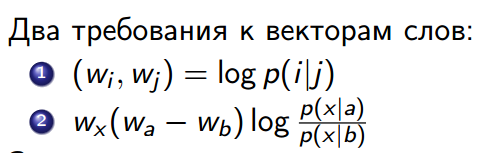 Два требования к векторам слов:
1 (w_i, w_j) = log p(i|j)
2 w_x(w_a − w_b) log p(x|a)/p(x|b)